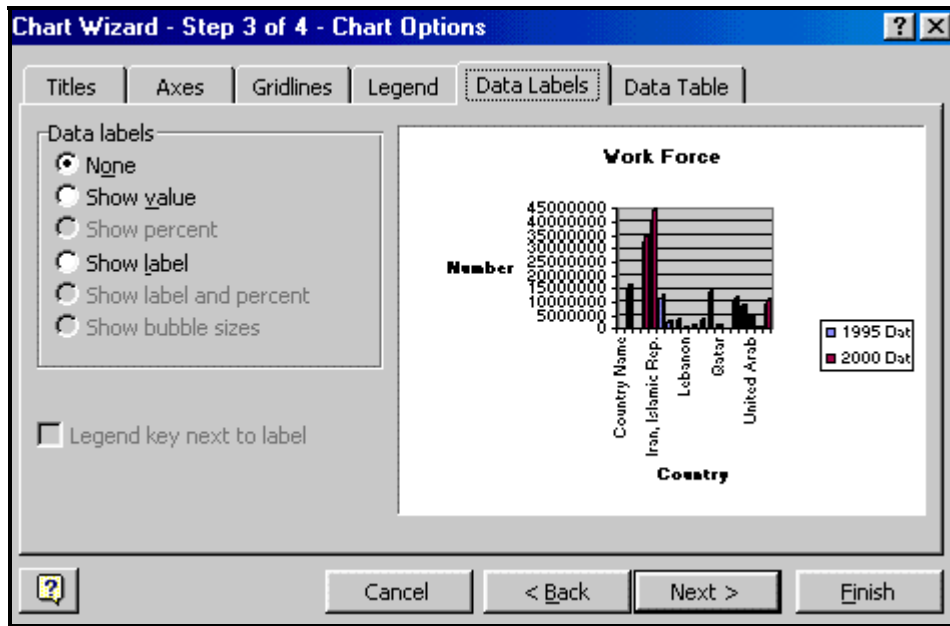 Chart Wizard - Step 3 of 4 - Chart Options
Titles Axes Gridlines Legend Data Labels Data Table
Data labels
None
Show value
Show percent
Show label
Show label and percent
Show bubble sizes
Legend key next to label
Work Force
Number
45000000
40000000
35000000
30000000
25000000
20000000
15000000
10000000
5000000
0
Country Name
Iran, Islamic Rep.
Lebanon
Qatar
United Arab
Country
1995 Dat
2000 Dat
Cancel < Back Next > Finish